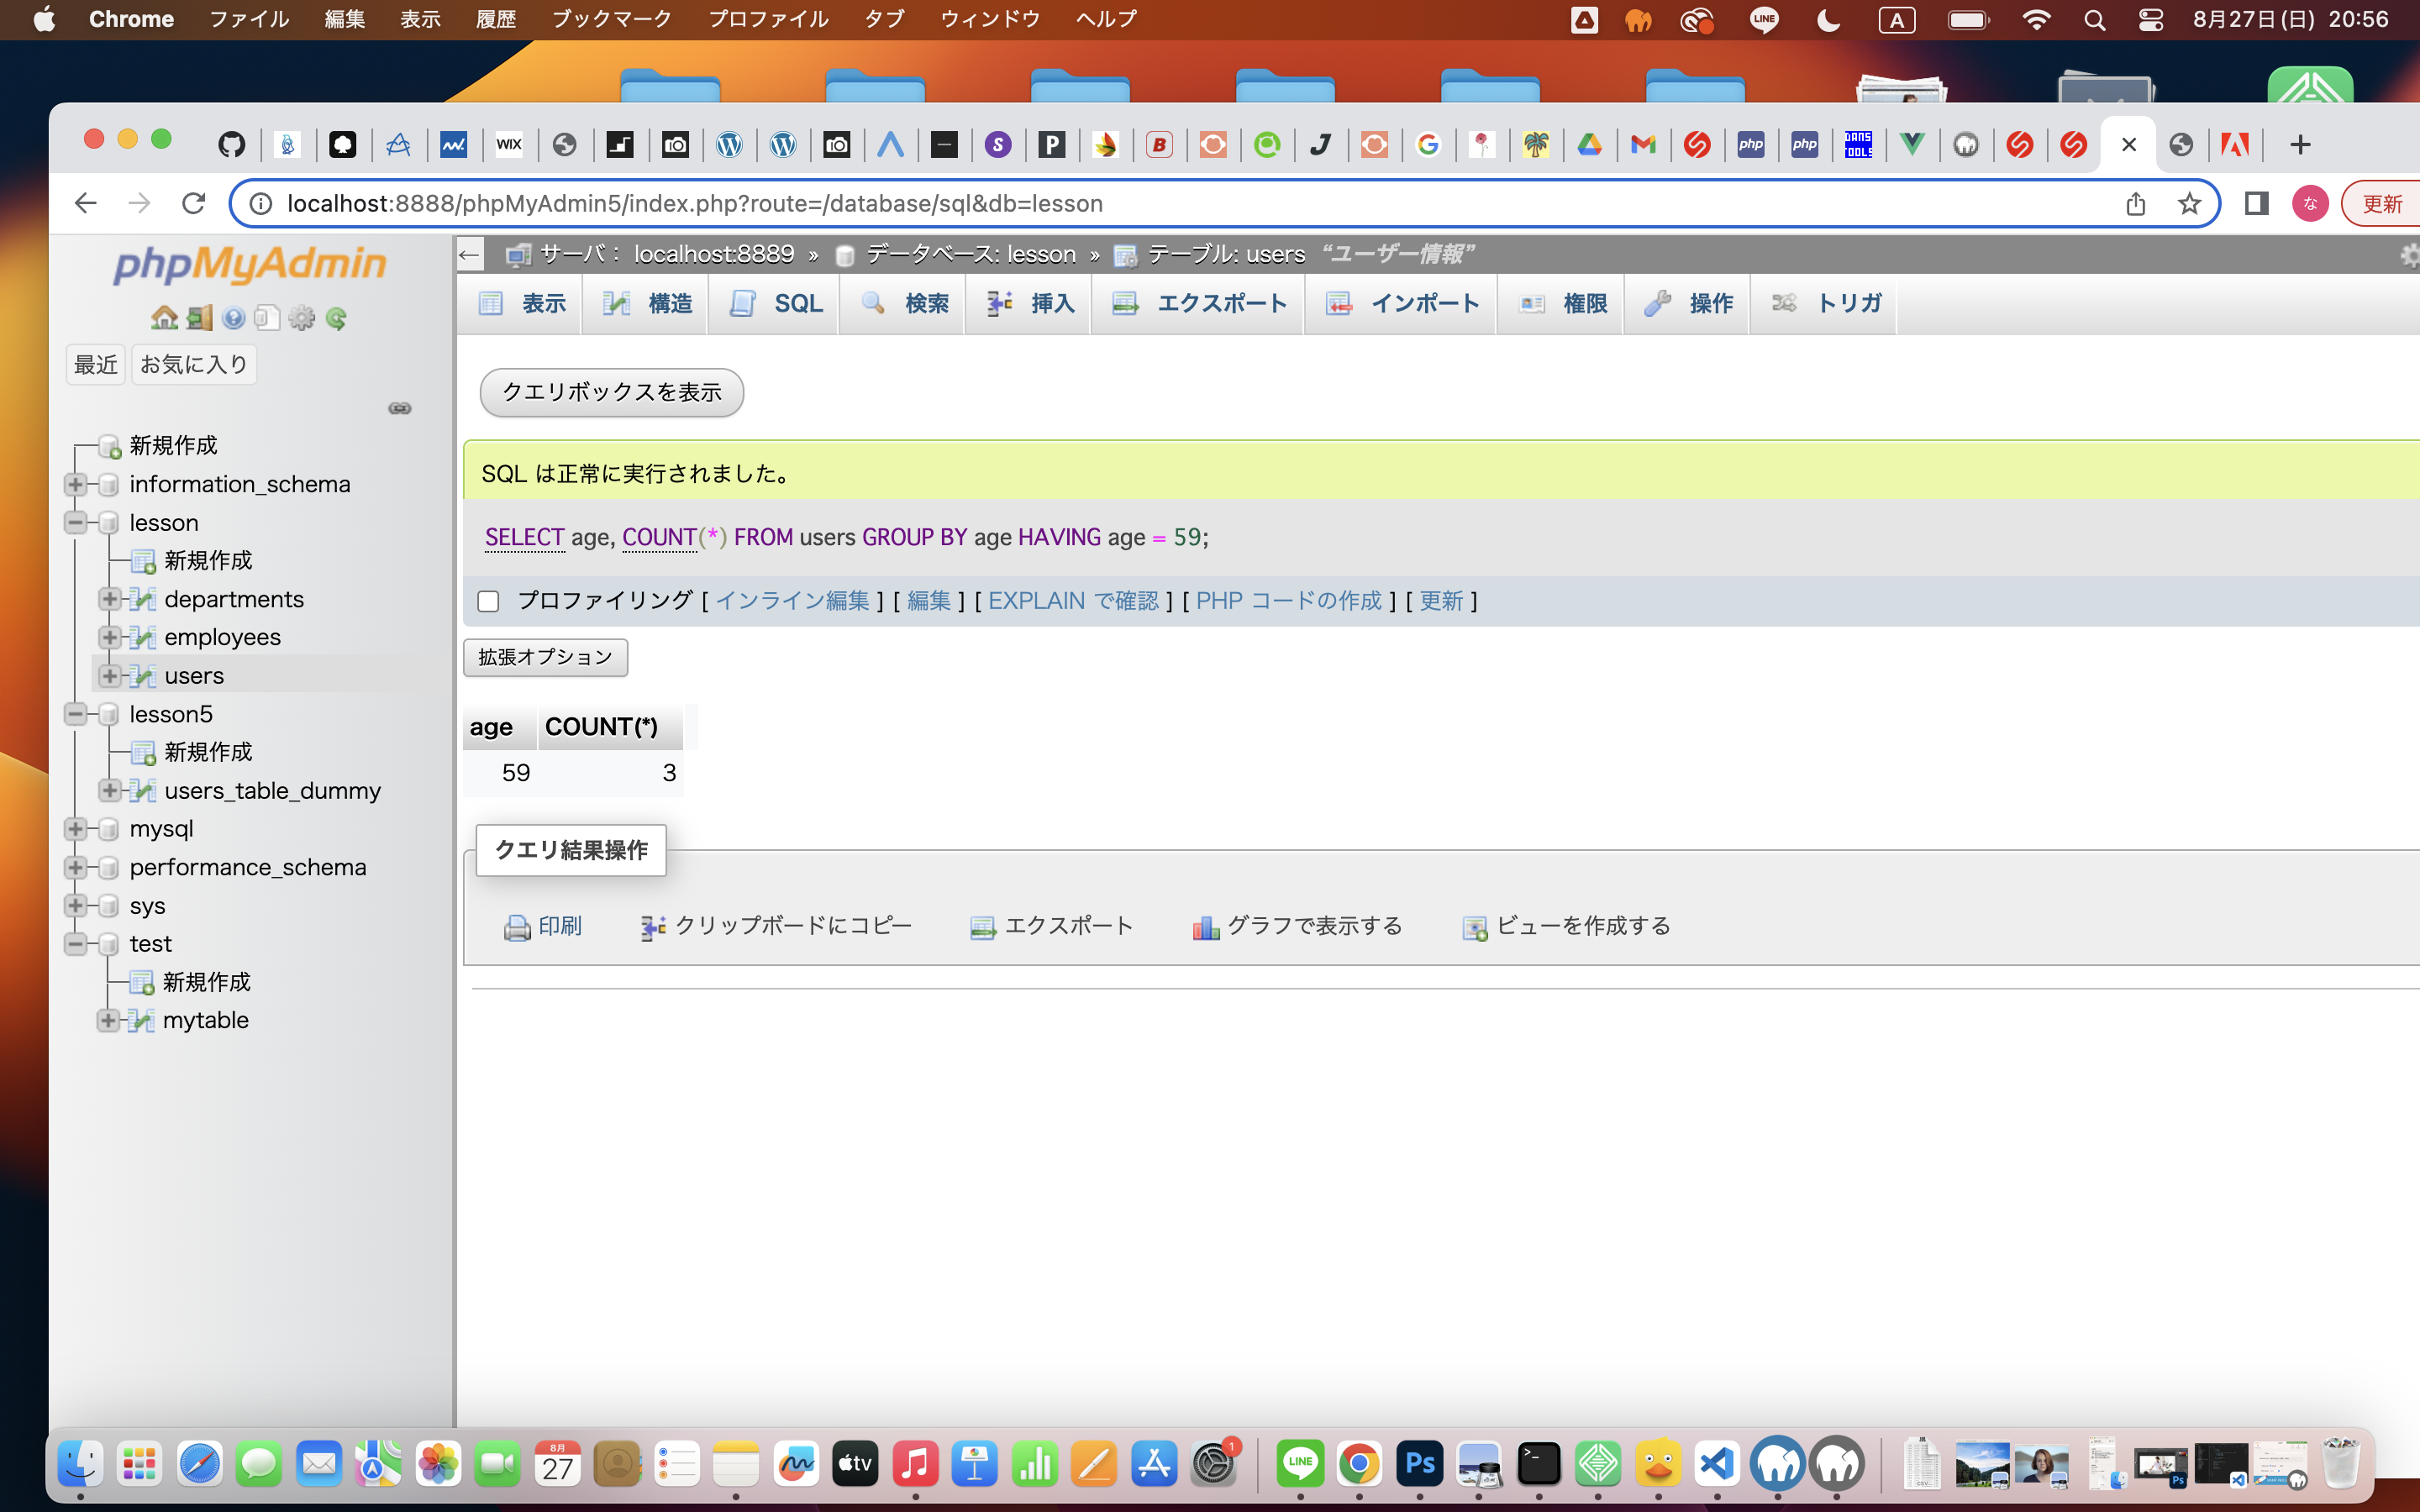 Chrome ファイル 編集 表示 履歴 ブックマーク プロファイル タブ ウィンドウ ヘルプ LINE A 8月27日(日) 20:56
WIX S P B J G php php DANS TOOLS
localhost:8888/phpMyAdmin5/index.php?route=/database/sql&db=lesson な 更新
phpMyAdmin
最近 お気に入り
新規作成
information_schema
lesson
新規作成
departments
employees
users
lesson5
新規作成
users_table_dummy
mysql
performance_schema
sys
test
新規作成
mytable
サーバ： localhost:8889 » データベース: lesson » テーブル: users “ユーザー情報”
表示 構造 SQL 検索 挿入 エクスポート インポート 権限 操作 トリガ
クエリボックスを表示
SQL は正常に実行されました。
SELECT age, COUNT(*) FROM users GROUP BY age HAVING age = 59;
プロファイリング [ インライン編集 ] [ 編集 ] [ EXPLAIN で確認 ] [ PHP コードの作成 ] [ 更新 ]
拡張オプション
age COUNT(*)
59 3
クエリ結果操作
印刷 クリップボードにコピー エクスポート グラフで表示する ビューを作成する
8月
27
tv
1
LINE
Ps